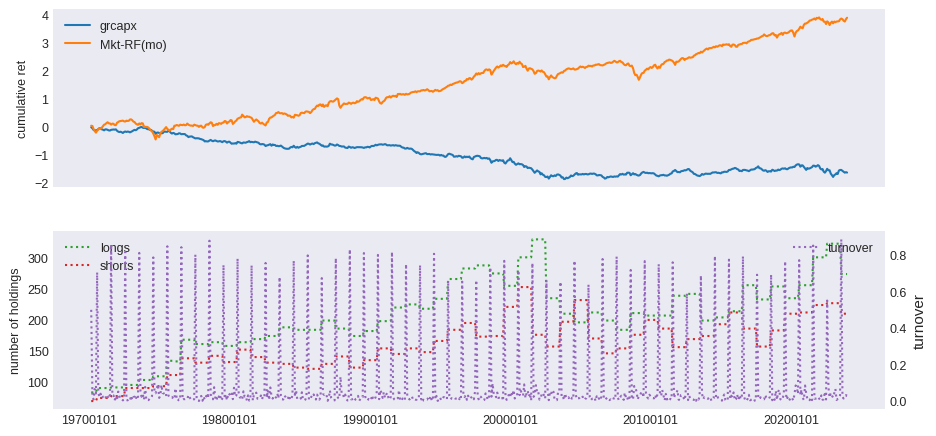 4
3
2
1
0
−1
−2
cumulative ret
grcapx
Mkt-RF(mo)
300
250
200
150
100
number of holdings
longs
shorts
turnover
0.8
0.6
0.4
0.2
0.0
turnover
19700101 19800101 19900101 20000101 20100101 20200101